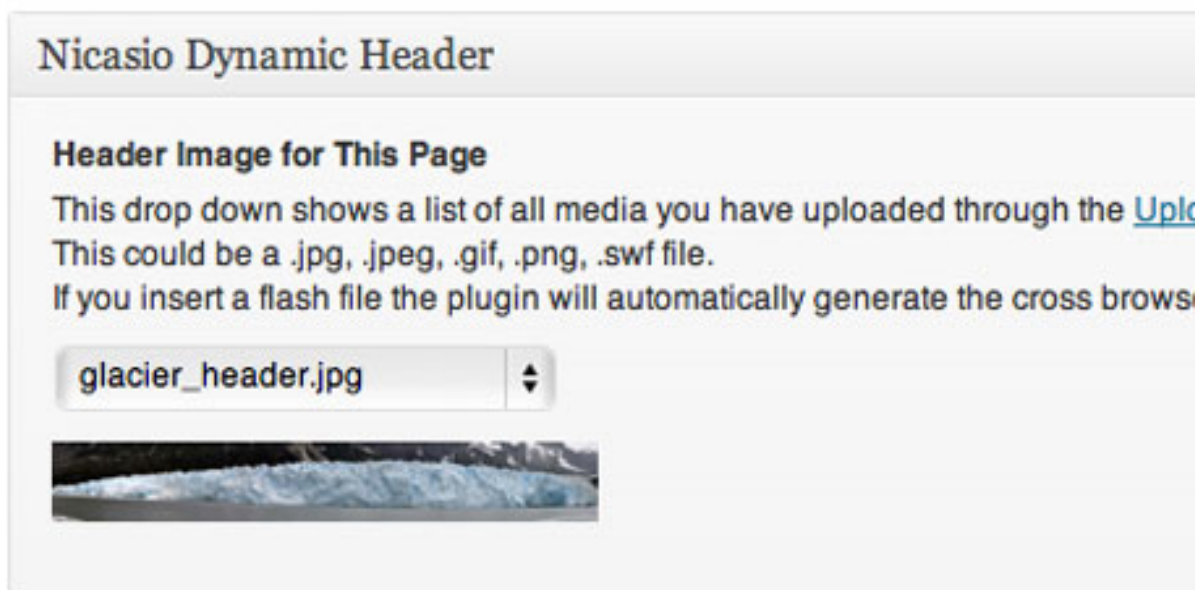 Nicasio Dynamic Header
Header Image for This Page
This drop down shows a list of all media you have uploaded through the
This could be a .jpg, .jpeg, .gif, .png, .swf file.
If you insert a flash file the plugin will automatically generate the cross
glacier_header.jpg